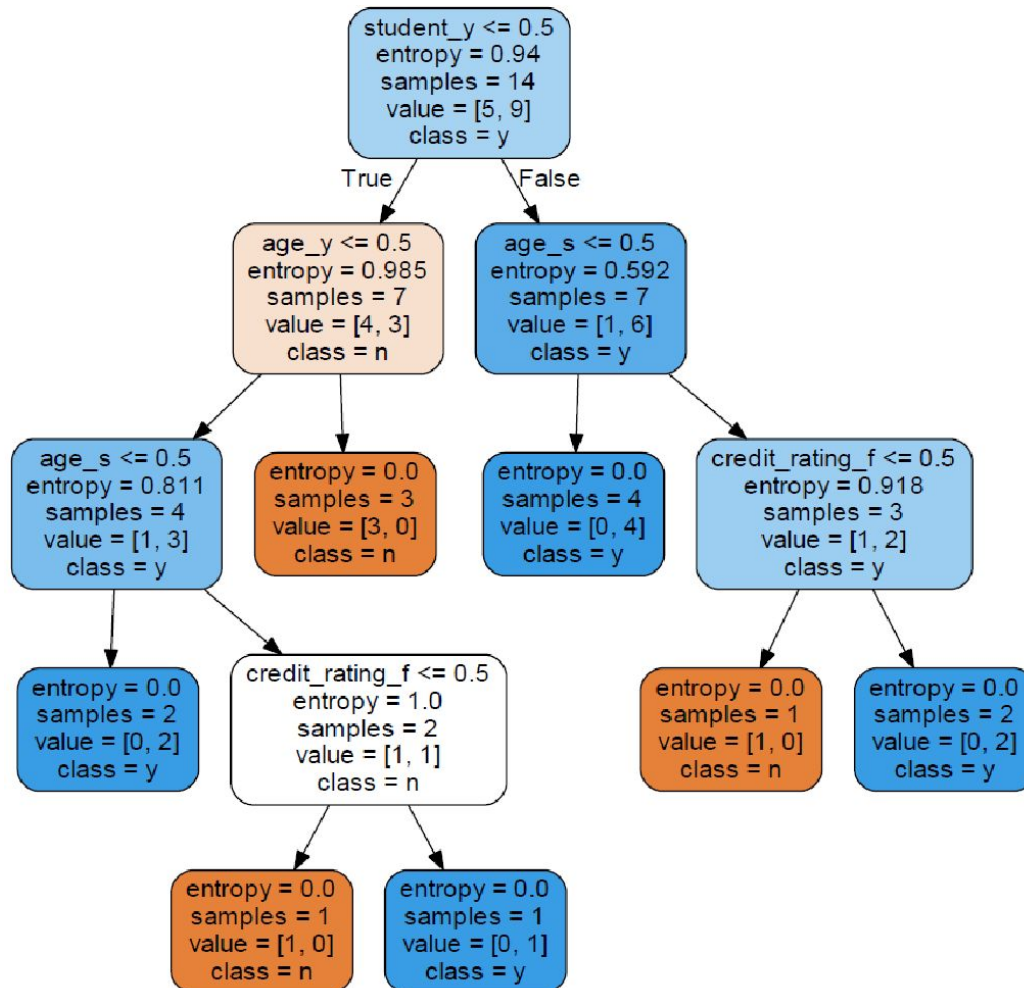 student_y <= 0.5
entropy = 0.94
samples = 14
value = [5, 9]
class = y
True
False
age_y <= 0.5
entropy = 0.985
samples = 7
value = [4, 3]
class = n
age_s <= 0.5
entropy = 0.592
samples = 7
value = [1, 6]
class = y
age_s <= 0.5
entropy = 0.811
samples = 4
value = [1, 3]
class = y
entropy = 0.0
samples = 3
value = [3, 0]
class = n
entropy = 0.0
samples = 4
value = [0, 4]
class = y
credit_rating_f <= 0.5
entropy = 0.918
samples = 3
value = [1, 2]
class = y
entropy = 0.0
samples = 2
value = [0, 2]
class = y
credit_rating_f <= 0.5
entropy = 1.0
samples = 2
value = [1, 1]
class = n
entropy = 0.0
samples = 1
value = [1, 0]
class = n
entropy = 0.0
samples = 2
value = [0, 2]
class = y
entropy = 0.0
samples = 1
value = [1, 0]
class = n
entropy = 0.0
samples = 1
value = [0, 1]
class = y